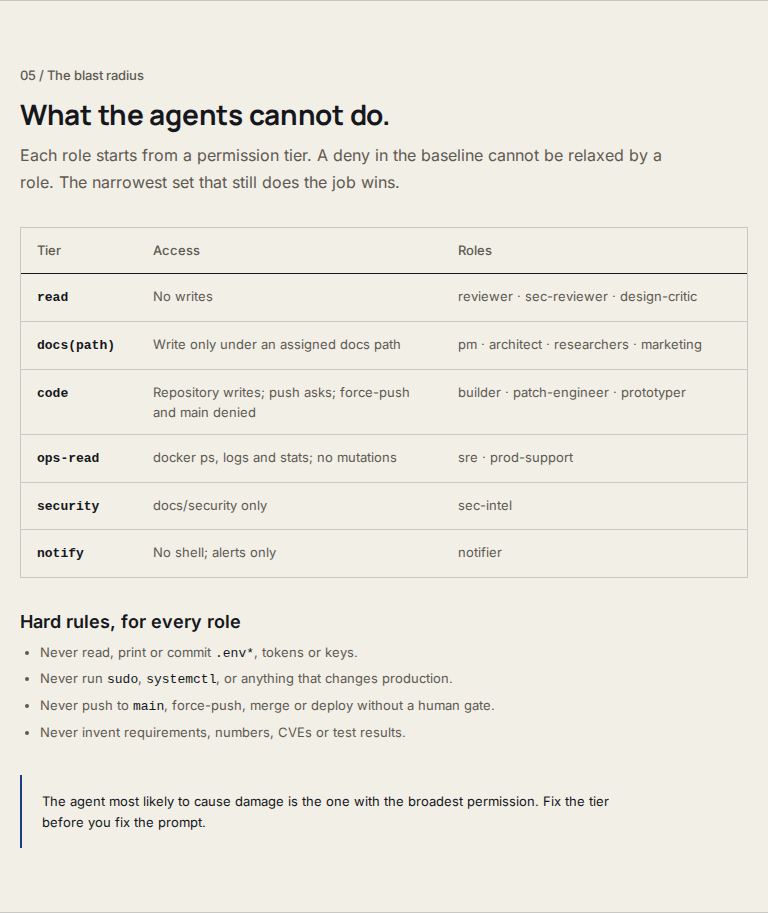 05 / The blast radius
What the agents cannot do.
Each role starts from a permission tier. A deny in the baseline cannot be relaxed by a
role. The narrowest set that still does the job wins.
Tier Access Roles
read No writes reviewer · sec-reviewer · design-critic
docs(path) Write only under an assigned docs path pm · architect · researchers · marketing
code Repository writes; push asks; force-push builder · patch-engineer · prototyper
and main denied
ops-read docker ps, logs and stats; no mutations sre · prod-support
security docs/security only sec-intel
notify No shell; alerts only notifier
Hard rules, for every role
• Never read, print or commit .env*, tokens or keys.
• Never run sudo, systemctl, or anything that changes production.
• Never push to main, force-push, merge or deploy without a human gate.
• Never invent requirements, numbers, CVEs or test results.
The agent most likely to cause damage is the one with the broadest permission. Fix the tier
before you fix the prompt.